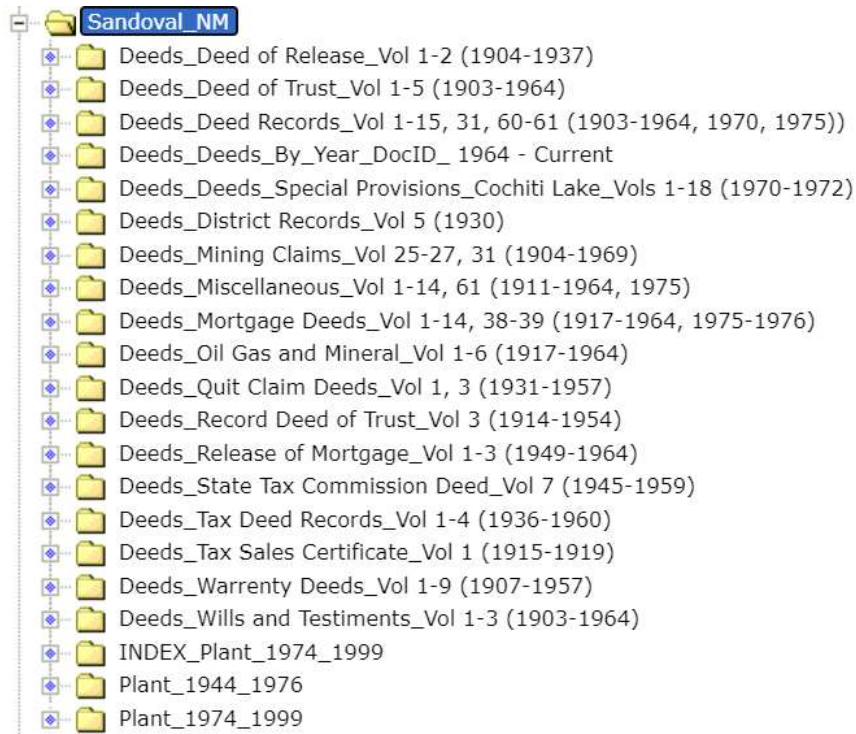 Sandoval_NM
Deeds_Deed of Release_Vol 1-2 (1904-1937)
Deeds_Deed of Trust_Vol 1-5 (1903-1964)
Deeds_Deed Records_Vol 1-15, 31, 60-61 (1903-1964, 1970, 1975))
Deeds_Deeds_By_Year_DocID_ 1964 - Current
Deeds_Deeds_Special Provisions_Cochiti Lake_Vols 1-18 (1970-1972)
Deeds_District Records_Vol 5 (1930)
Deeds_Mining Claims_Vol 25-27, 31 (1904-1969)
Deeds_Miscellaneous_Vol 1-14, 61 (1911-1964, 1975)
Deeds_Mortgage Deeds_Vol 1-14, 38-39 (1917-1964, 1975-1976)
Deeds_Oil Gas and Mineral_Vol 1-6 (1917-1964)
Deeds_Quit Claim Deeds_Vol 1, 3 (1931-1957)
Deeds_Record Deed of Trust_Vol 3 (1914-1954)
Deeds_Release of Mortgage_Vol 1-3 (1949-1964)
Deeds_State Tax Commission Deed_Vol 7 (1945-1959)
Deeds_Tax Deed Records_Vol 1-4 (1936-1960)
Deeds_Tax Sales Certificate_Vol 1 (1915-1919)
Deeds_Warrenty Deeds_Vol 1-9 (1907-1957)
Deeds_Wills and Testiments_Vol 1-3 (1903-1964)
INDEX_Plant_1974_1999
Plant_1944_1976
Plant_1974_1999